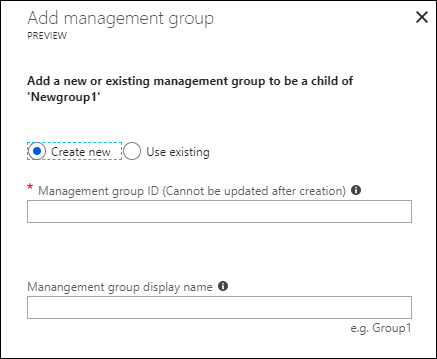 Add management group
PREVIEW
Add a new or existing management group to be a child of
'Newgroup1'
Create new Use existing
* Management group ID (Cannot be updated after creation)
Manangement group display name
e.g. Group1